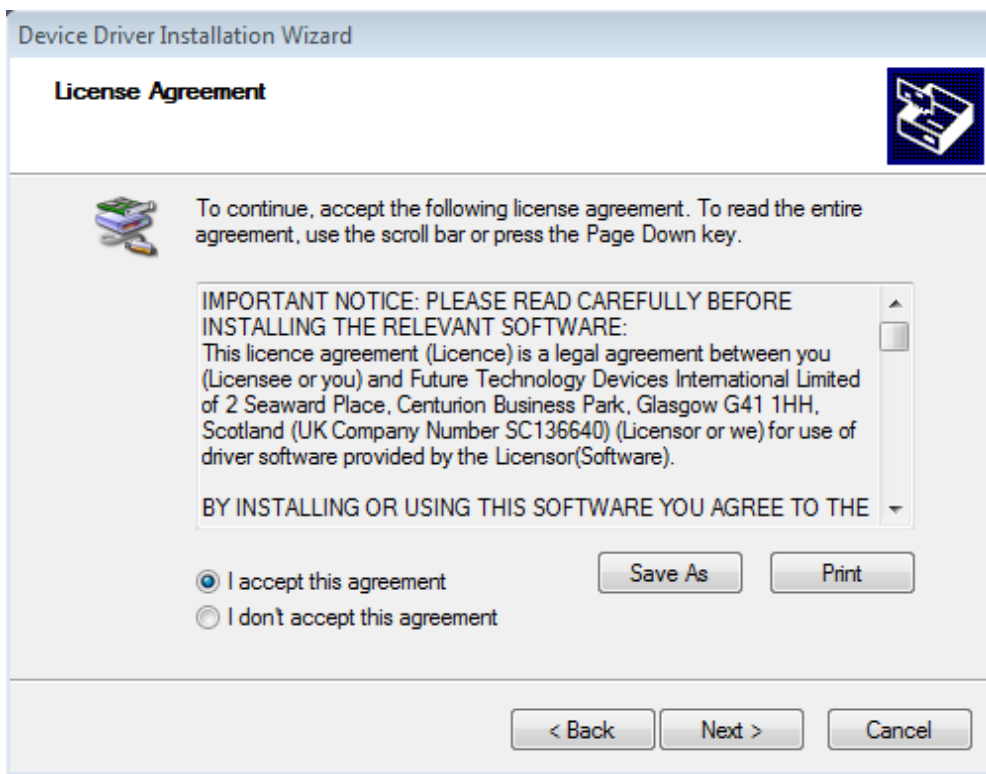 Device Driver Installation Wizard
License Agreement
To continue, accept the following license agreement. To read the entire
agreement, use the scroll bar or press the Page Down key.
IMPORTANT NOTICE: PLEASE READ CAREFULLY BEFORE
INSTALLING THE RELEVANT SOFTWARE:
This licence agreement (Licence) is a legal agreement between you
(Licensee or you) and Future Technology Devices International Limited
of 2 Seaward Place, Centurion Business Park, Glasgow G41 1HH,
Scotland (UK Company Number SC136640) (Licensor or we) for use of
driver software provided by the Licensor(Software).
BY INSTALLING OR USING THIS SOFTWARE YOU AGREE TO THE
I accept this agreement
Save As
Print
I don't accept this agreement
< Back
Next >
Cancel